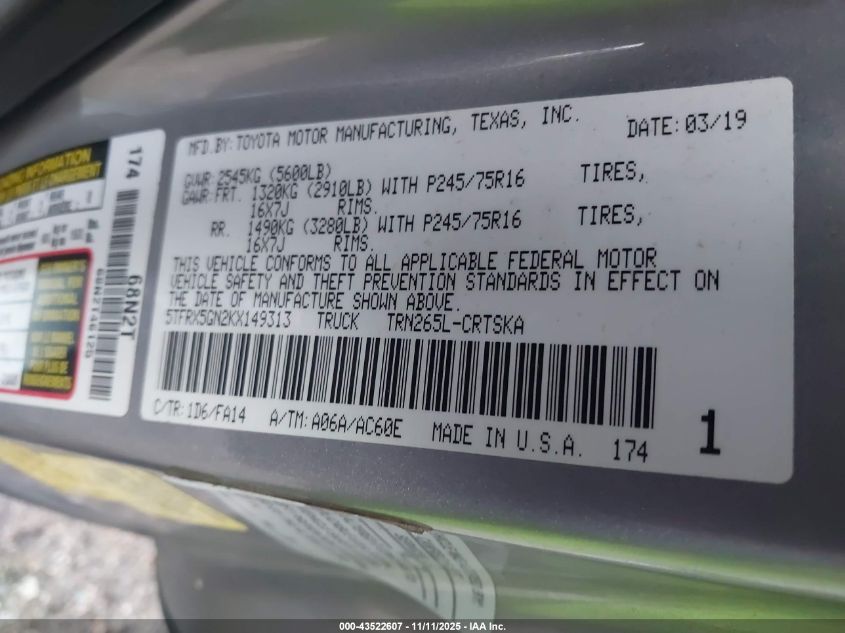 MFD.BY:TOYOTA MOTOR MANUFACTURING, TEXAS, INC. DATE:03/19
GVWR:2545KG (5600LB)
GAWR:FRT. 1320KG (2910LB) WITH P245/75R16 TIRES,
16X7J RIMS.
RR. 1490KG (3280LB) WITH P245/75R16 TIRES,
16X7J RIMS.
THIS VEHICLE CONFORMS TO ALL APPLICABLE FEDERAL MOTOR
VEHICLE SAFETY AND THEFT PREVENTION STANDARDS IN EFFECT ON
THE DATE OF MANUFACTURE SHOWN ABOVE.
5TFRX5GN2KX149313 TRUCK TRN265L-CRTSKA
C/TR:1D6/FA14 A/TM:A06A/AC60E MADE IN U.S.A. 174 1
174
68N2T
INFORMATION
000-43522607 - 11/11/2025 - IAA Inc.